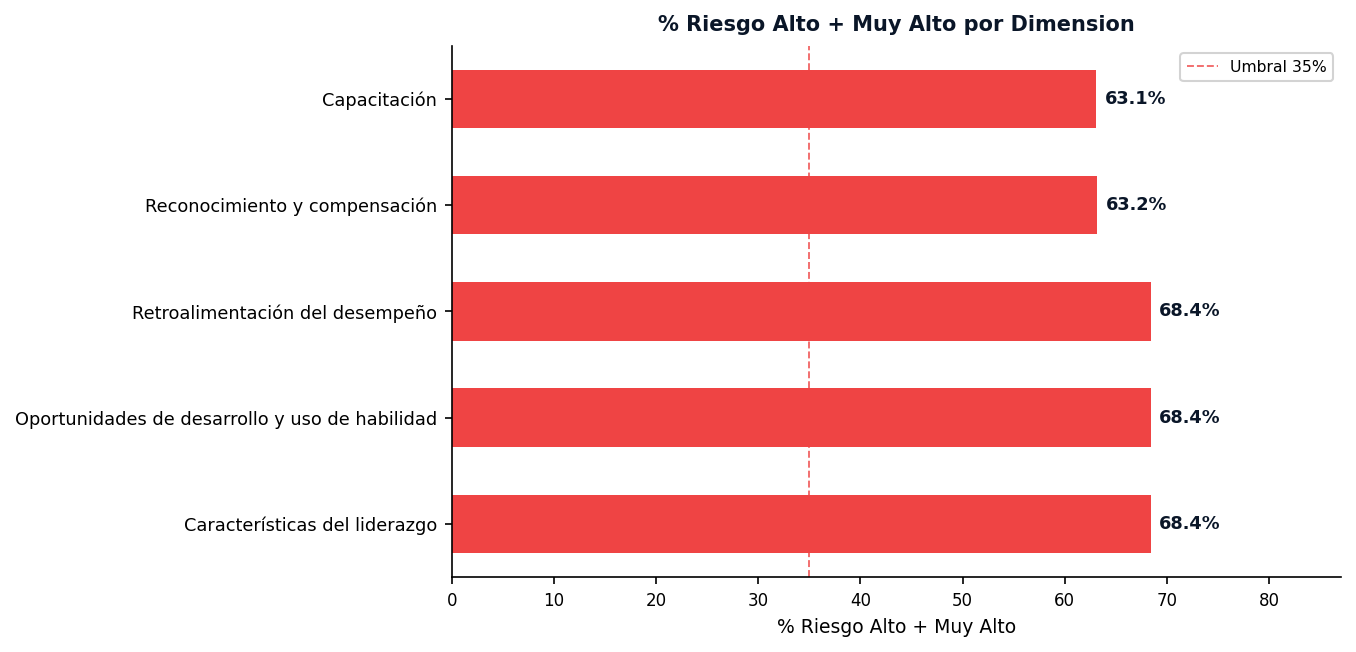 % Riesgo Alto + Muy Alto por Dimension
Umbral 35%
Capacitación
63.1%
Reconocimiento y compensación
63.2%
Retroalimentación del desempeño
68.4%
Oportunidades de desarrollo y uso de habilidad
68.4%
Características del liderazgo
68.4%
0 10 20 30 40 50 60 70 80
% Riesgo Alto + Muy Alto